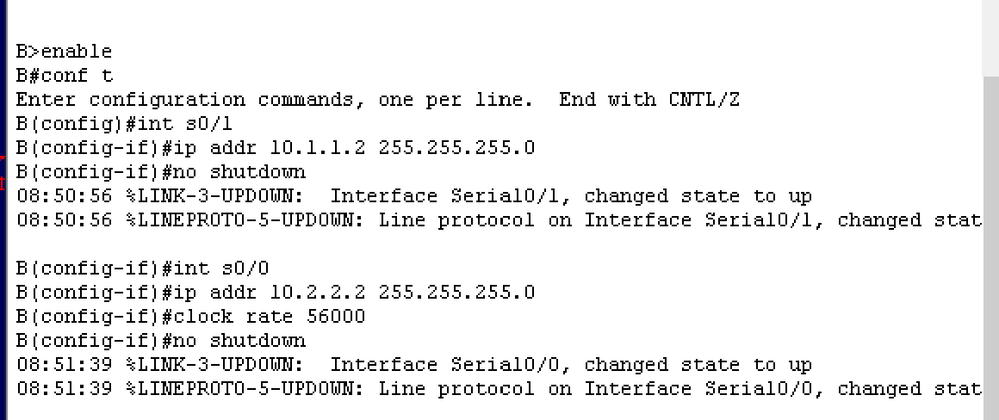 B>enable
B#conf t
Enter configuration commands, one per line.  End with CNTL/Z
B(config)#int s0/1
B(config-if)#ip addr 10.1.1.2 255.255.255.0
B(config-if)#no shutdown
08:50:56 %LINK-3-UPDOWN:  Interface Serial0/1, changed state to up
08:50:56 %LINEPROTO-5-UPDOWN: Line protocol on Interface Serial0/1, changed stat
B(config-if)#int s0/0
B(config-if)#ip addr 10.2.2.2 255.255.255.0
B(config-if)#clock rate 56000
B(config-if)#no shutdown
08:51:39 %LINK-3-UPDOWN:  Interface Serial0/0, changed state to up
08:51:39 %LINEPROTO-5-UPDOWN: Line protocol on Interface Serial0/0, changed stat